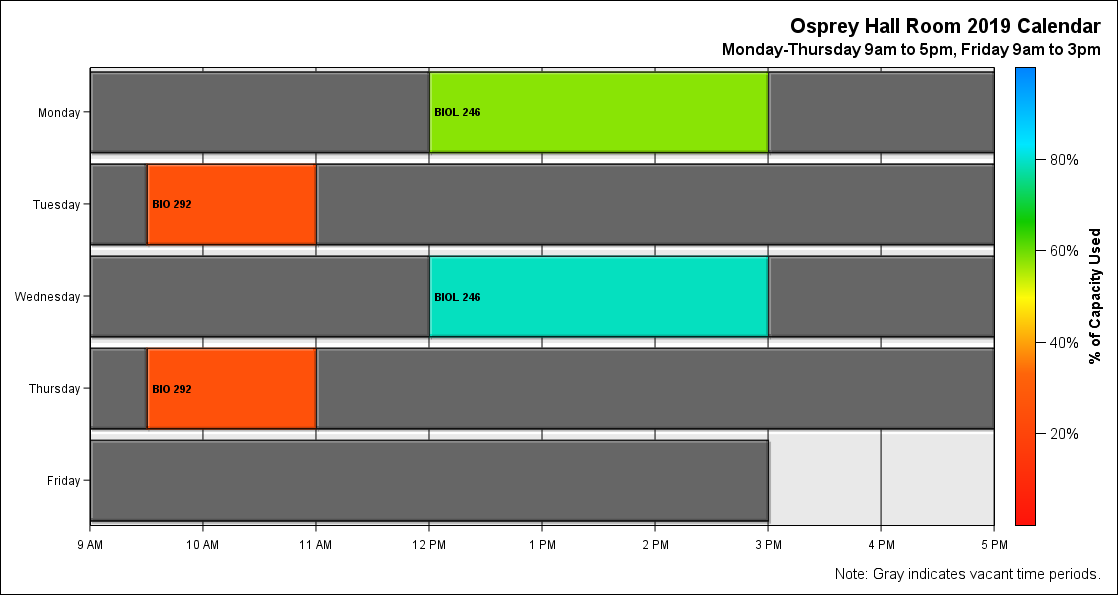 Osprey Hall Room 2019 Calendar
Monday-Thursday 9am to 5pm, Friday 9am to 3pm
Monday
BIOL 246
Tuesday
BIO 292
Wednesday
BIOL 246
Thursday
BIO 292
Friday
9 AM 10 AM 11 AM 12 PM 1 PM 2 PM 3 PM 4 PM 5 PM
80%
60%
40%
20%
% of Capacity Used
Note: Gray indicates vacant time periods.